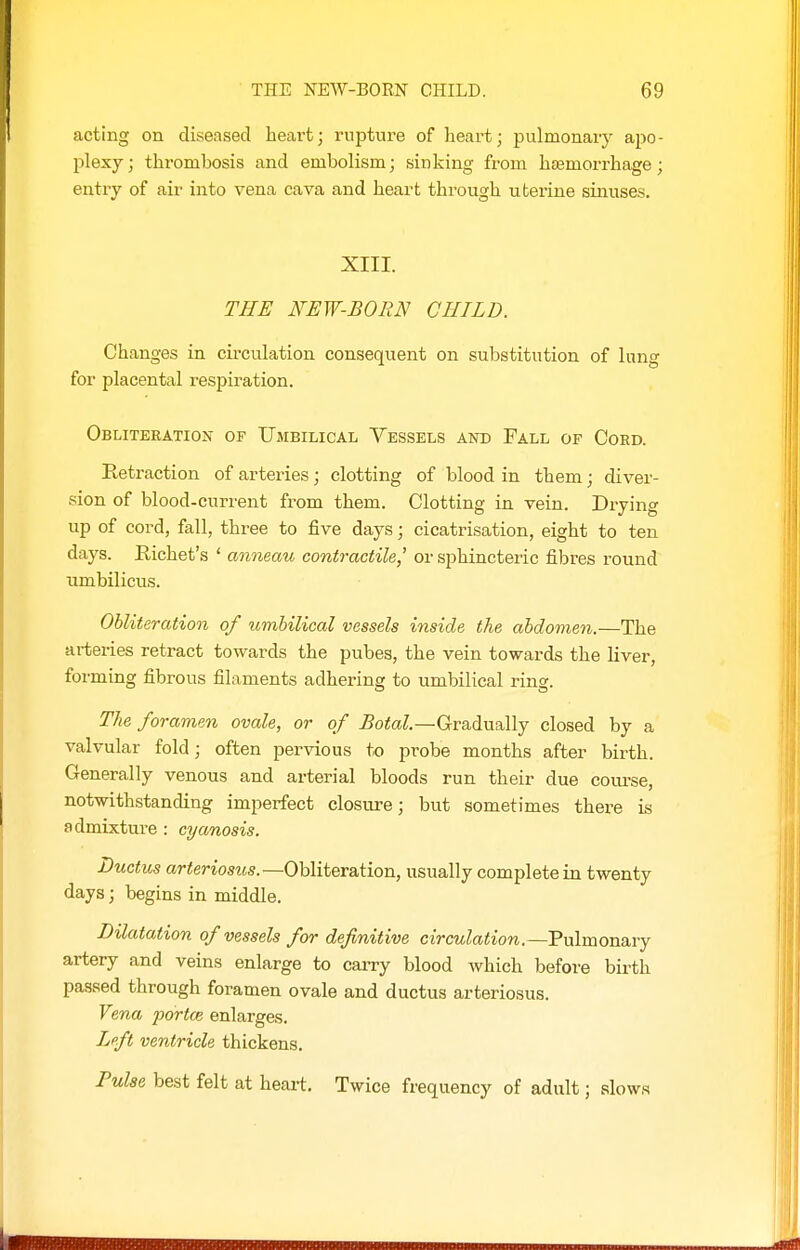 THE NEW-BORN CHILD. 69
acting on diseased heart; rupture of heart; pulmonary apo-
plexy; thrombosis and embolism; sinking from hæmorrhage;
entry of air into vena cava and heart through uterine sinuses.
XIII.
THE NEW-BORN CHILD.
Changes in circulation consequent on substitution of lung
for placental respiration.
Obliteration of Umbilical Vessels and Fall of Cord.
Retraction of arteries; clotting of blood in them; diver-
sion of blood-current from them. Clotting in vein. Drying
up of cord, fall, three to five days; cicatrisation, eight to ten
days. Richet's ‘ anneau contractile,’ or sphincteric fibres round
umbilicus.
Obliteration of umbilical vessels inside the abdomen.—The
arteries retract towards the pubes, the vein towards the liver,
forming fibrous filaments adhering to umbilical ring.
The foramen ovale, or of Botal.—Gradually closed by a
valvular fold; often pervious to probe months after birth.
Generally venous and arterial bloods run their due course,
notwithstanding imperfect closure; but sometimes there is
admixture : cyanosis.
Ductus arteriosus.—Obliteration, usually complete in twenty
days; begins in middle.
Dilatation of vessels for definitive circulation.—Pulmonary
artery and veins enlarge to carry blood which before birth
passed through foramen ovale and ductus arteriosus.
Vena portæ enlarges.
Left ventricle thickens.
Pulse best felt at heart. Twice frequency of adult; slows